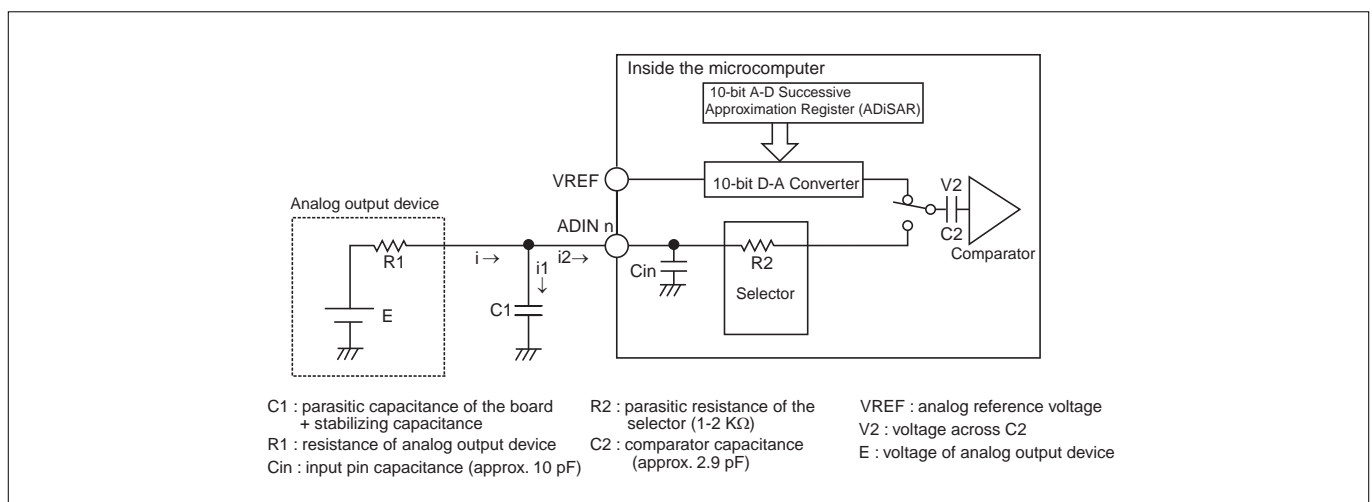 Inside the microcomputer
10-bit A-D Successive
Approximation Register (ADiSAR)
VREF
10-bit D-A Converter
V2
C2
Comparator
Analog output device
ADIN n
R1
i →
i1
↓
i2→
Cin
R2
Selector
E
C1
C1 : parasitic capacitance of the board
+ stabilizing capacitance
R1 : resistance of analog output device
Cin : input pin capacitance (approx. 10 pF)
R2 : parasitic resistance of the
selector (1-2 KΩ)
C2 : comparator capacitance
(approx. 2.9 pF)
VREF : analog reference voltage
V2 : voltage across C2
E : voltage of analog output device